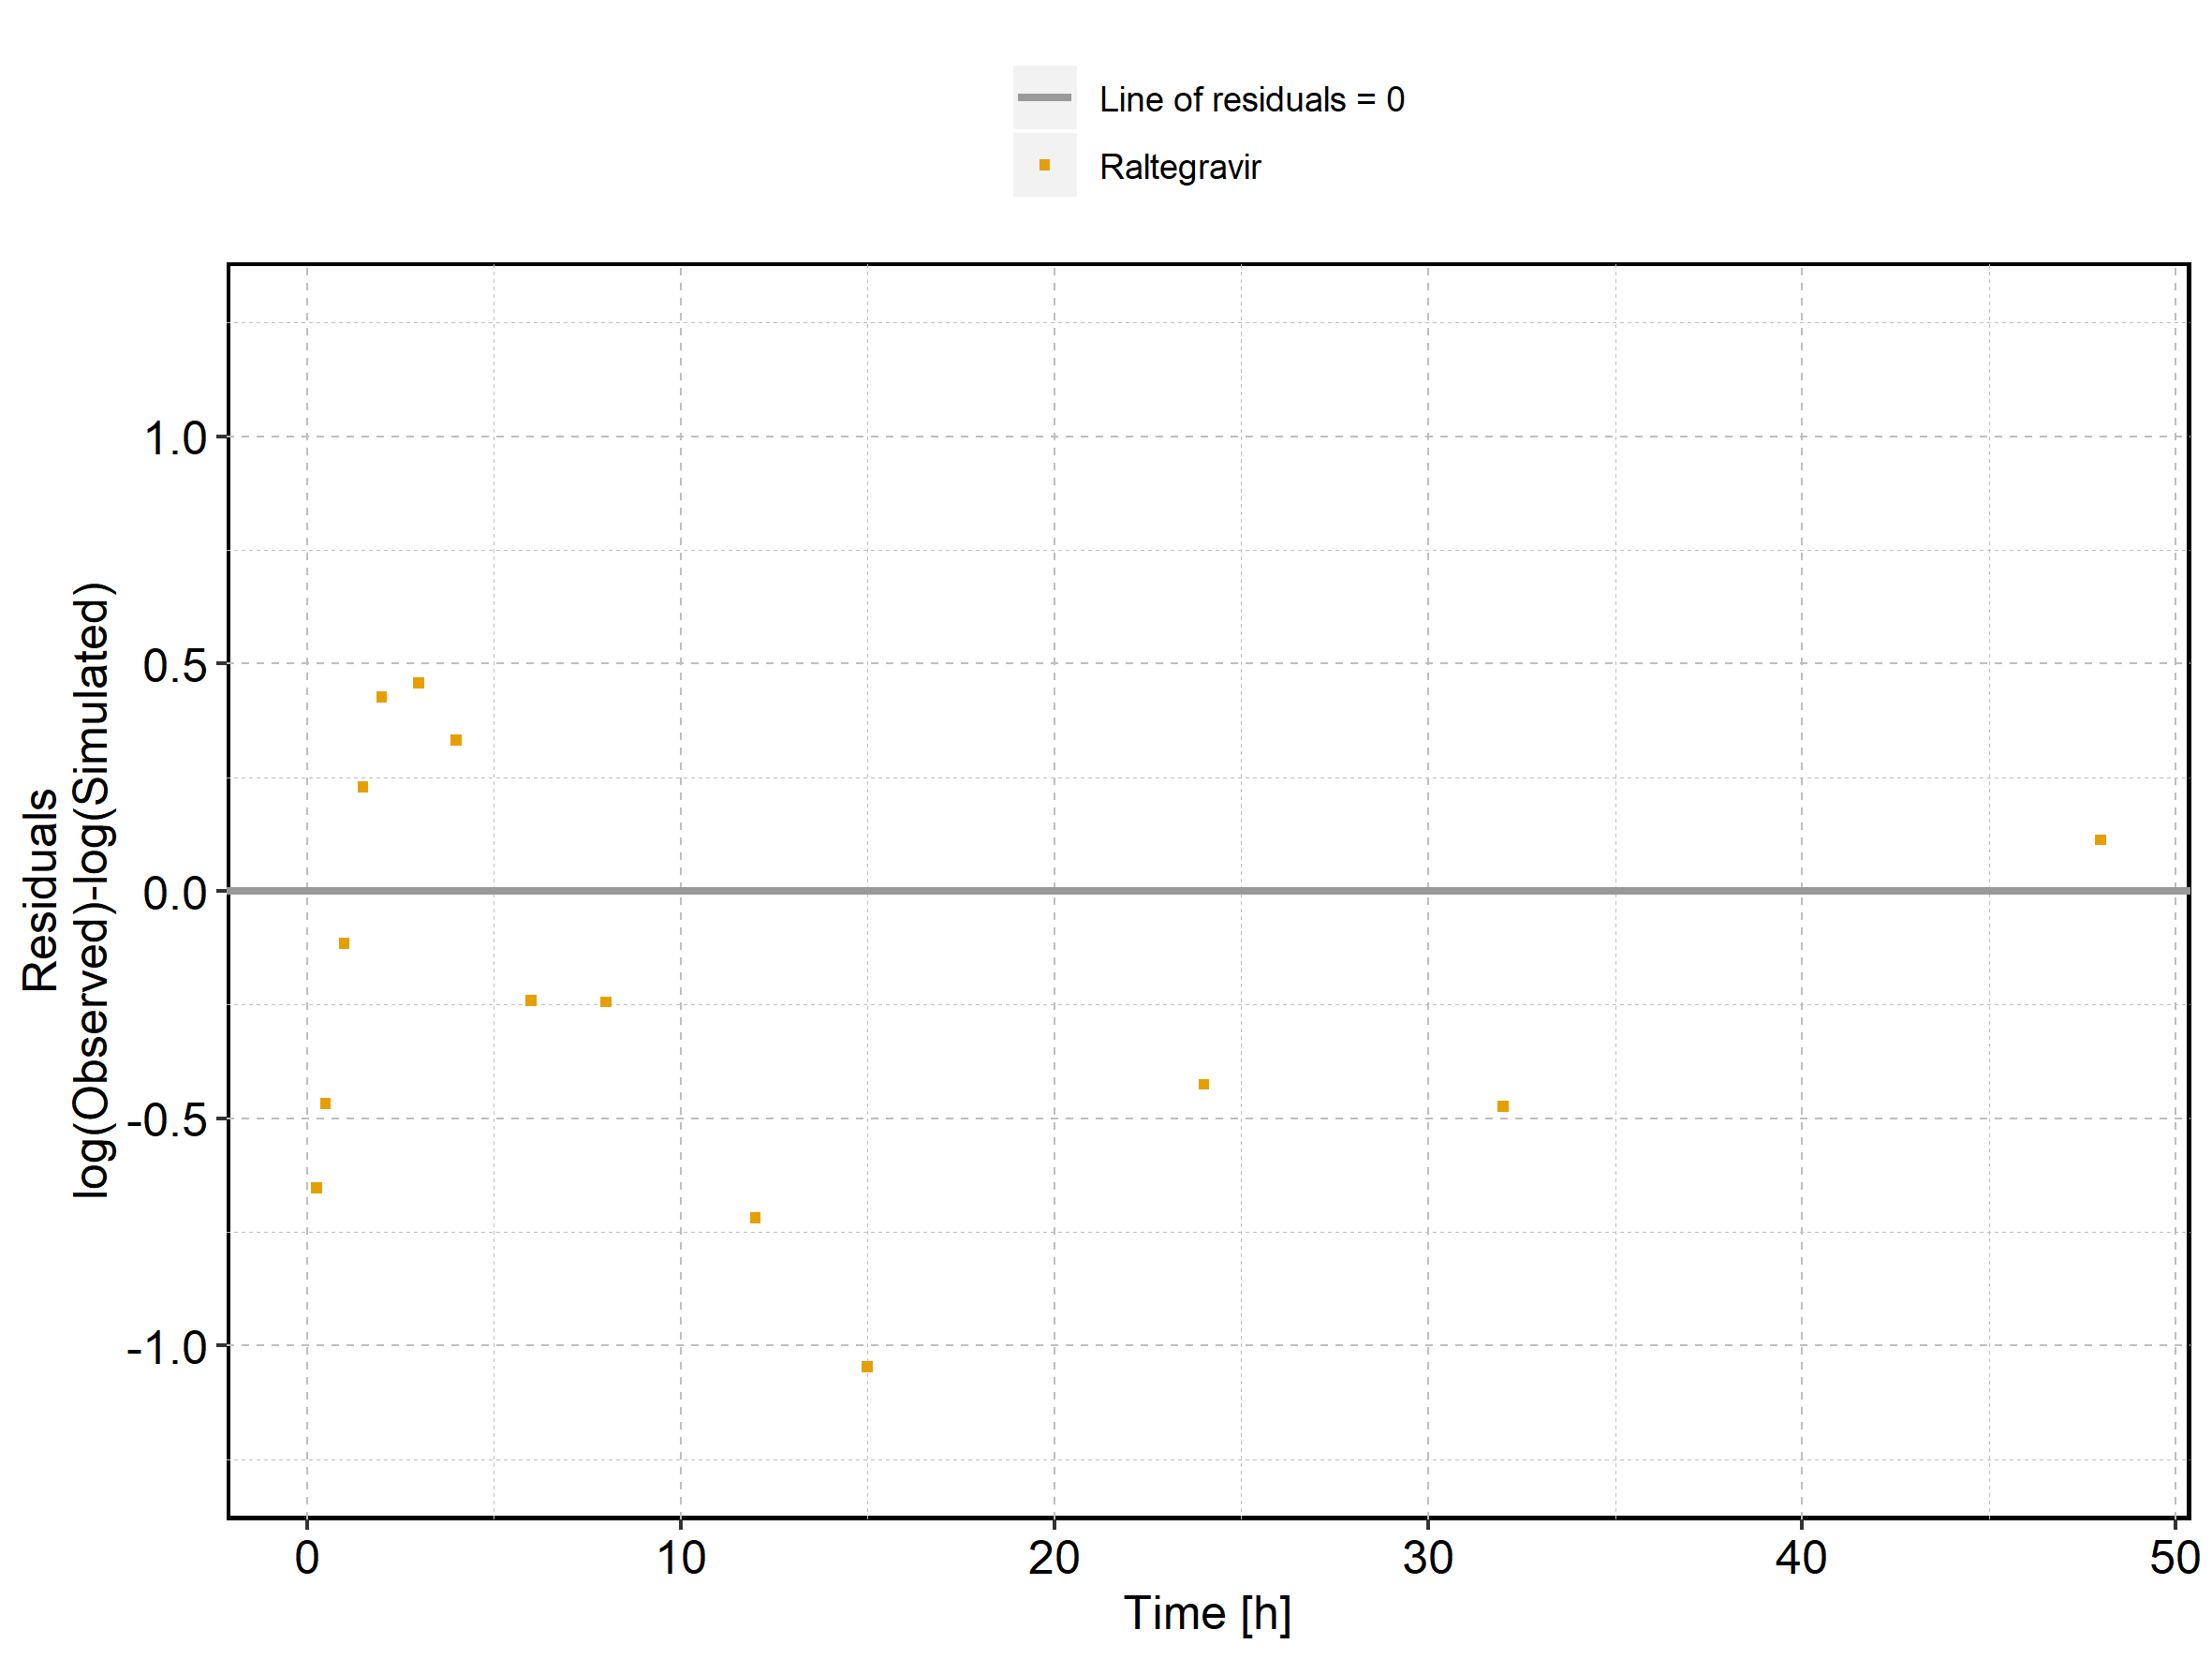 Line of residuals = 0
Raltegravir
Residuals
log(Observed)-log(Simulated)
1.0
0.5
0.0
-0.5
-1.0
0 10 20 30 40 50
Time [h]